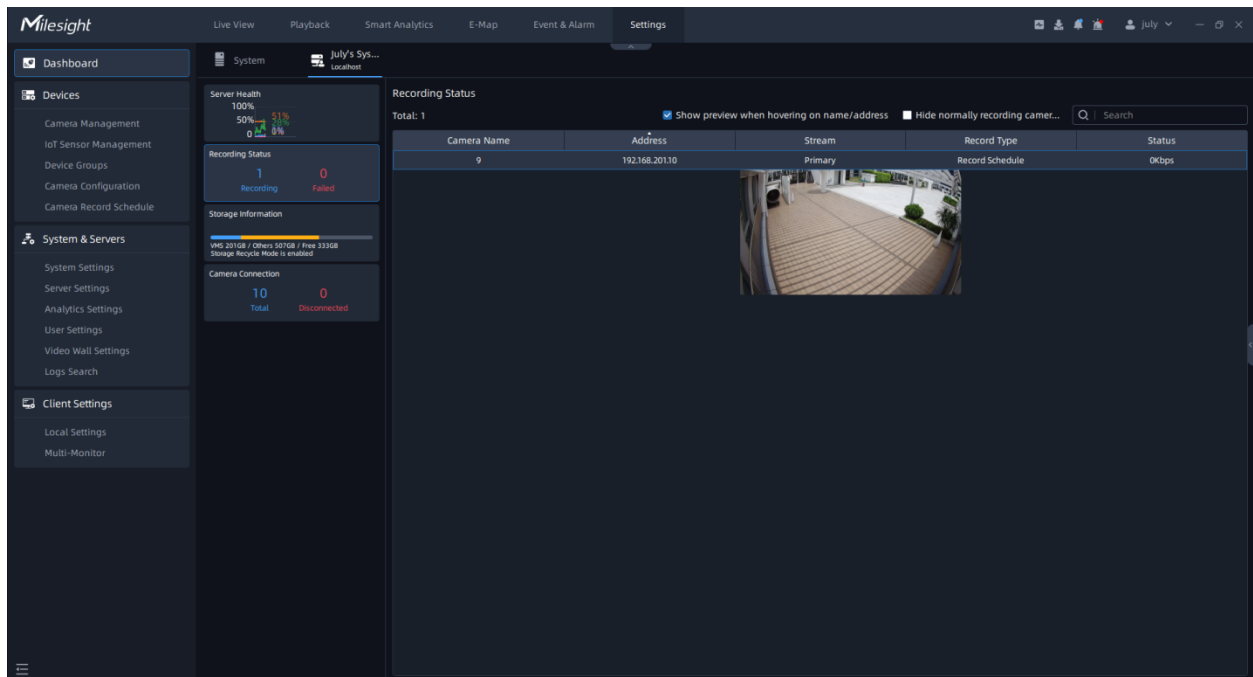 Milesight
Live View
Playback
Smart Analytics
E-Map
Event & Alarm
Settings
july
Dashboard
Devices
Camera Management
IoT Sensor Management
Device Groups
Camera Configuration
Camera Record Schedule
System & Servers
System Settings
Server Settings
Analytics Settings
User Settings
Video Wall Settings
Logs Search
Client Settings
Local Settings
Multi-Monitor
System
July's Sys...
Localhost
Server Health
100%
50%
0
51%
28%
0%
Recording Status
1
0
Recording
Failed
Storage Information
VMS 201GB / Others 507GB / Free 333GB
Storage Recycle Mode is enabled
Camera Connection
10
0
Total
Disconnected
Recording Status
Total: 1
Show preview when hovering on name/address
Hide normally recording camer...
Search
Camera Name
Address
Stream
Record Type
Status
9
192.168.201.10
Primary
Record Schedule
0Kbps